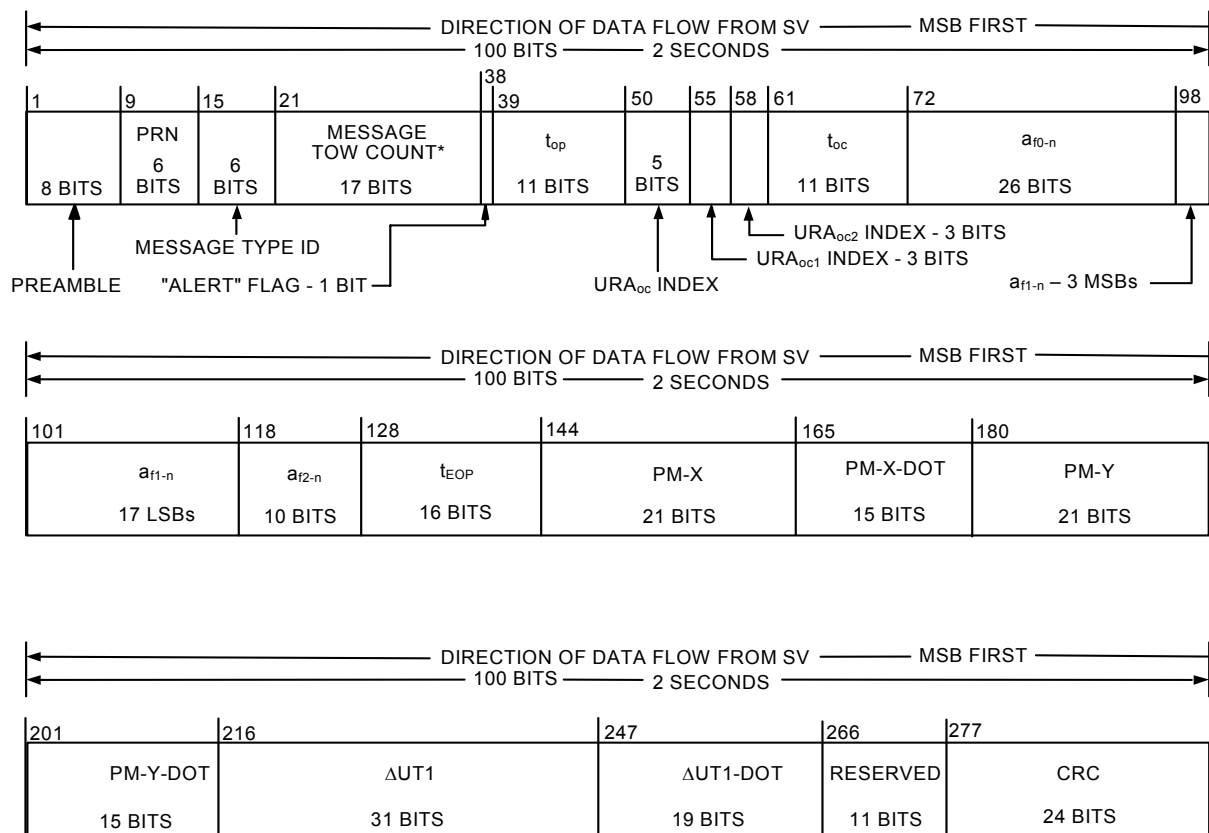 DIRECTION OF DATA FLOW FROM SV MSB FIRST
100 BITS 2 SECONDS
38
1 9 15 21 39 50 55 58 61 72 98
PRN MESSAGE TOW COUNT* t_op t_oc a_f0-n
8 BITS 6 BITS 6 BITS 17 BITS 11 BITS 5 BITS 11 BITS 26 BITS
URA_oc2 INDEX - 3 BITS
MESSAGE TYPE ID URA_oc1 INDEX - 3 BITS
PREAMBLE "ALERT" FLAG - 1 BIT URA_oc INDEX a_f1-n – 3 MSBs
DIRECTION OF DATA FLOW FROM SV MSB FIRST
100 BITS 2 SECONDS
101 118 128 144 165 180
a_f1-n a_f2-n t_EOP PM-X PM-X-DOT PM-Y
17 LSBs 10 BITS 16 BITS 21 BITS 15 BITS 21 BITS
DIRECTION OF DATA FLOW FROM SV MSB FIRST
100 BITS 2 SECONDS
201 216 247 266 277
PM-Y-DOT ΔUT1 ΔUT1-DOT RESERVED CRC
15 BITS 31 BITS 19 BITS 11 BITS 24 BITS